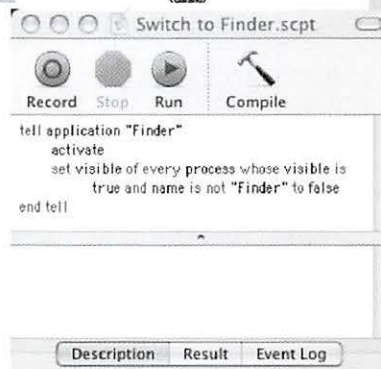 Switch to Finder.scpt
Record Stop Run Compile
tell application "Finder"
activate
set visible of every process whose visible is
true and name is not "Finder" to false
end tell
Description Result Event Log